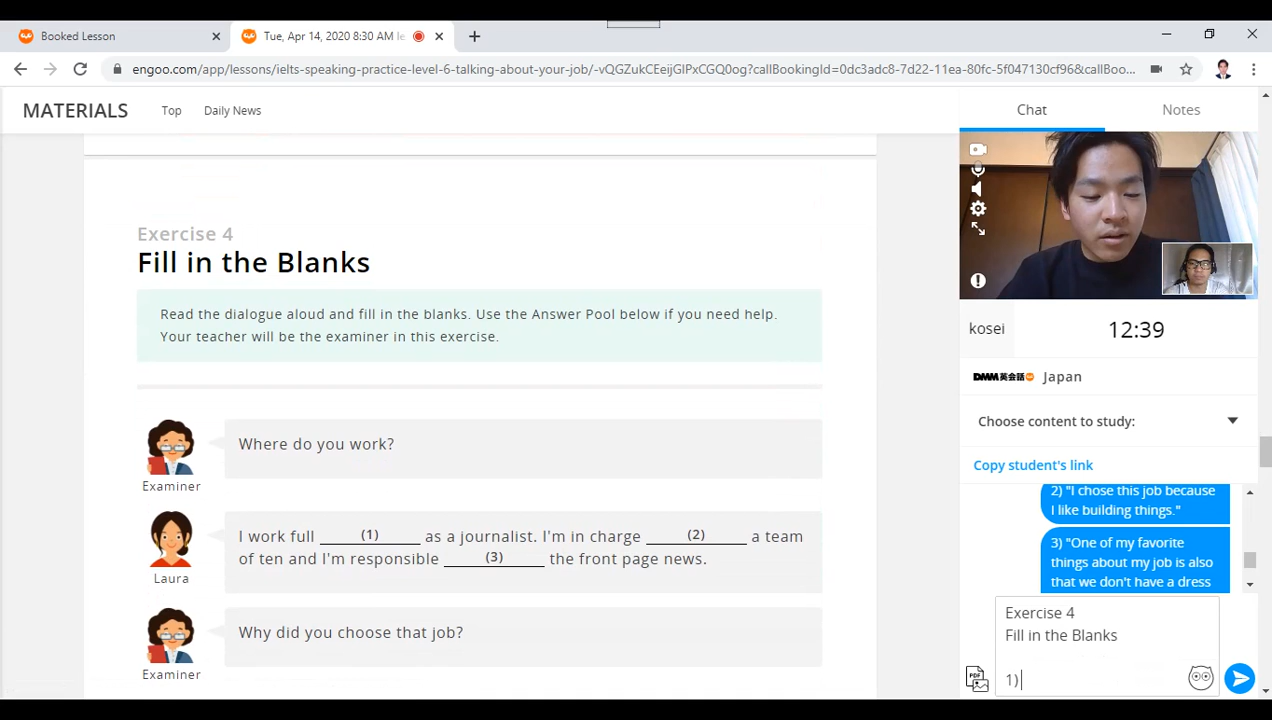 Booked Lesson
Tue, Apr 14, 2020 8:30 AM le
engoo.com/app/lessons/ielts-speaking-practice-level-6-talking-about-your-job/-vQGZukCEeijGIPxCGQ0og?callBookingId=0dc3adc8-7d22-11ea-80fc-5f047130cf96&callBoo...
MATERIALS
Top
Daily News
Chat
Notes
Exercise 4
Fill in the Blanks
Read the dialogue aloud and fill in the blanks. Use the Answer Pool below if you need help.
Your teacher will be the examiner in this exercise.
Where do you work?
Examiner
I work full (1) as a journalist. I'm in charge (2) a team
of ten and I'm responsible (3) the front page news.
Laura
Why did you choose that job?
Examiner
kosei
12:39
DMM英会話
Japan
Choose content to study:
Copy student's link
2) "I chose this job because
I like building things."
3) "One of my favorite
things about my job is also
that we don't have a dress
Exercise 4
Fill in the Blanks
1)
PDF